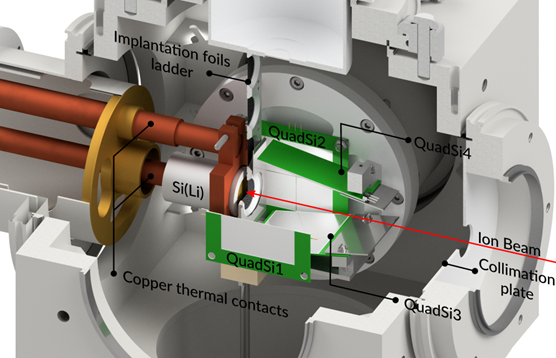 Implantation foils
ladder
QuadSi2
QuadSi4
Si(Li)
Ion Beam
QuadSi1
Collimation
plate
Copper thermal contacts
QuadSi3